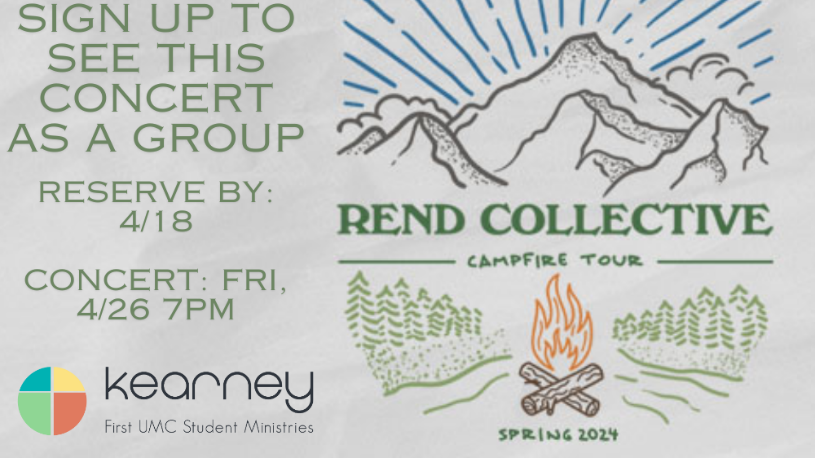 SIGN UP TO
SEE THIS
CONCERT
AS A GROUP
RESERVE BY:
4/18
CONCERT: FRI,
4/26 7PM
kearney
First UMC Student Ministries
REND COLLECTIVE
CAMPFIRE TOUR
SPRING 2024